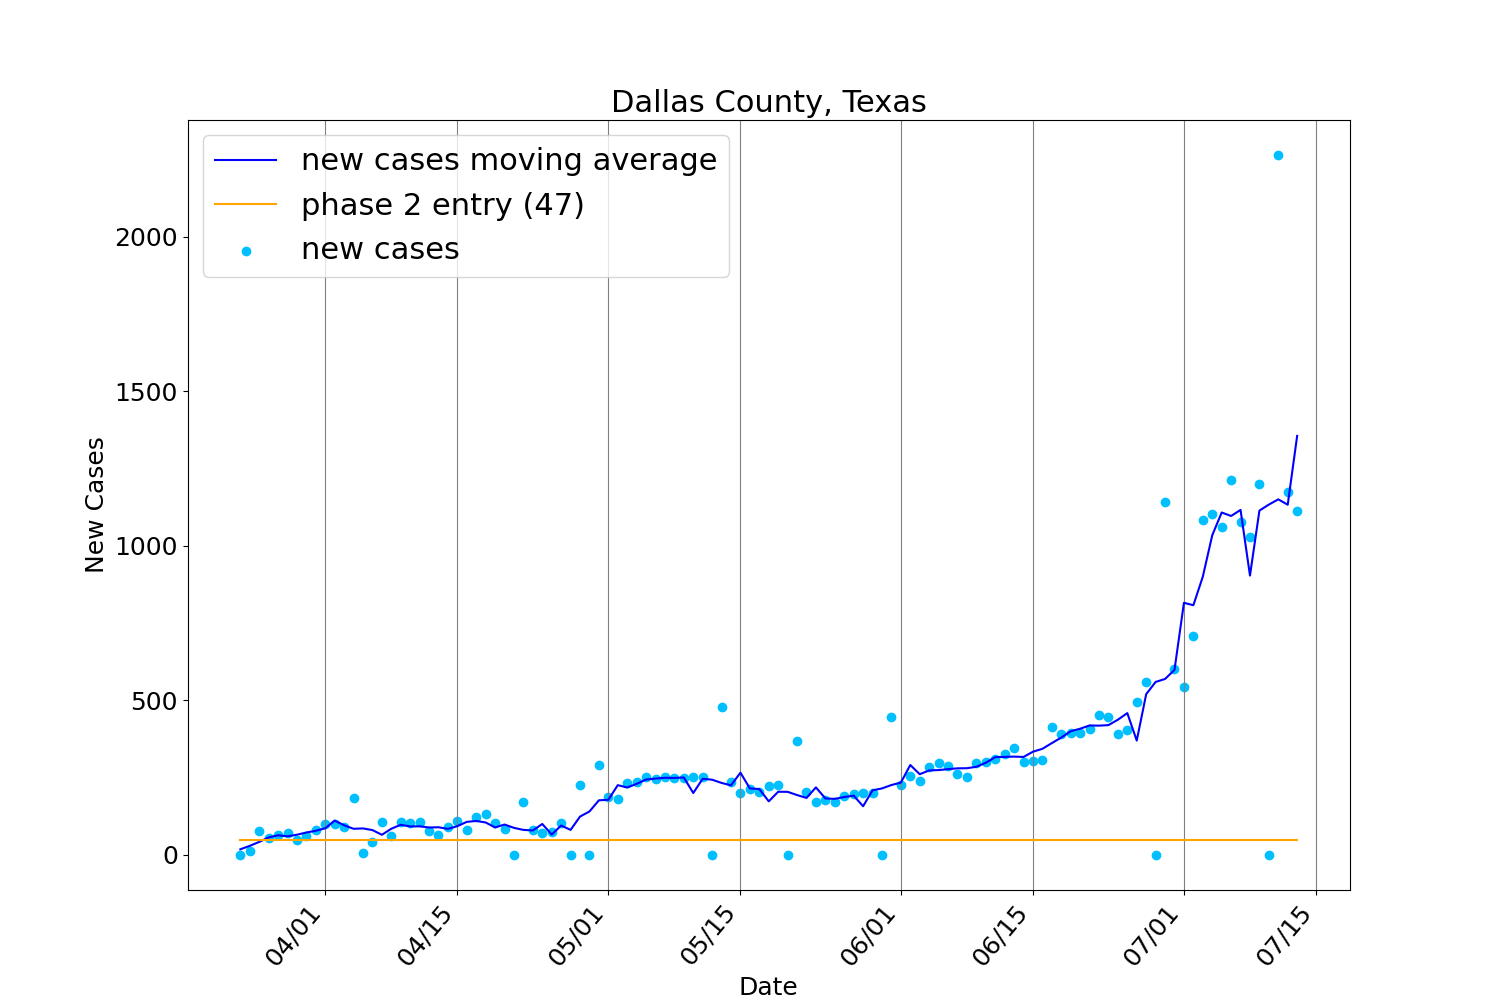 Dallas County, Texas
new cases moving average
phase 2 entry (47)
new cases
New Cases
2000
1500
1000
500
0
04/01
04/15
05/01
05/15
06/01
06/15
07/01
07/15
Date